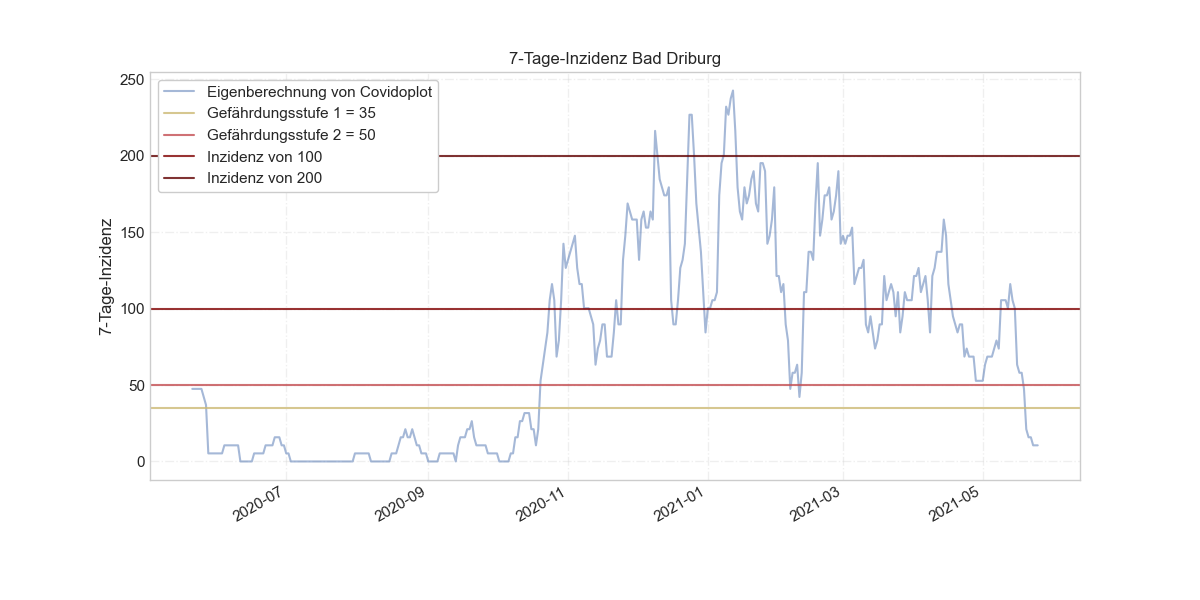 7-Tage-Inzidenz Bad Driburg
7-Tage-Inzidenz
250
200
150
100
50
0
Eigenberechnung von Covidoplot
Gefährdungsstufe 1 = 35
Gefährdungsstufe 2 = 50
Inzidenz von 100
Inzidenz von 200
2020-07
2020-09
2020-11
2021-01
2021-03
2021-05